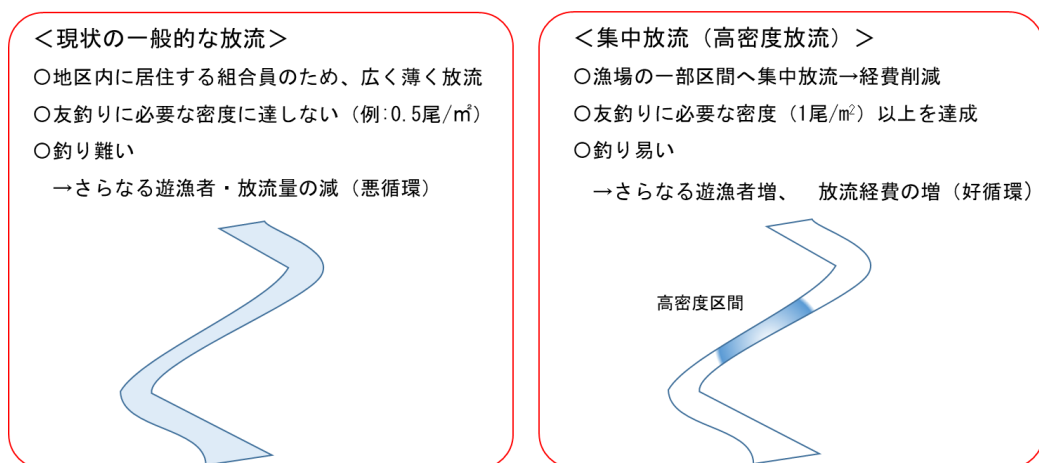 ＜現状の一般的な放流＞
○地区内に居住する組合員のため、広く薄く放流
○友釣りに必要な密度に達しない（例:0.5尾/㎡）
○釣り難い
→さらなる遊漁者・放流量の減（悪循環）
＜集中放流（高密度放流）＞
○漁場の一部区間へ集中放流→経費削減
○友釣りに必要な密度（1尾/m²）以上を達成
○釣り易い
→さらなる遊漁者増、　放流経費の増（好循環）
高密度区間